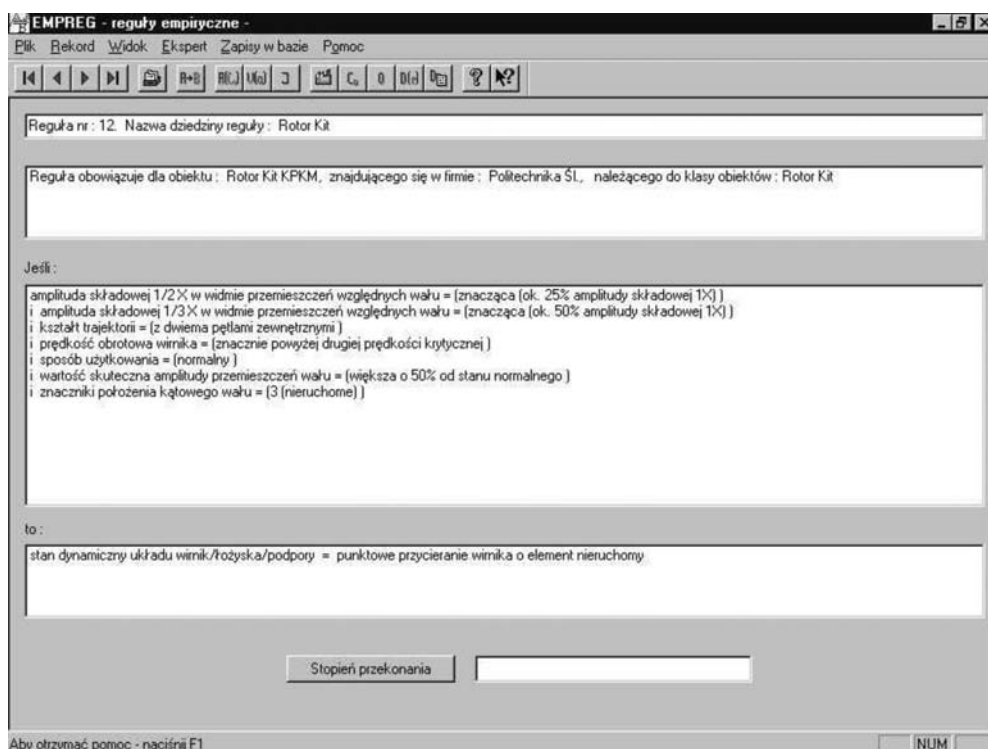 EMPREG - reguły empiryczne -
Plik Rekord Widok Ekspert Zapisy w bazie Pomoc
Reguła nr : 12. Nazwa dziedziny reguły : Rotor Kit
Reguła obowiązuje dla obiektu : Rotor Kit KPKM, znajdującego się w firmie : Politechnika Śl., należącego do klasy obiektów : Rotor Kit
Jeśli :
amplituda składowej 1/2 X w widmie przemieszczeń względnych wału = (znacząca (ok. 25% amplitudy składowej 1X) )
i amplituda składowej 1/3 X w widmie przemieszczeń względnych wału = (znacząca (ok. 50% amplitudy składowej 1X) )
i kształt trajektorii = (z dwiema pętlami zewnętrznymi )
i prędkość obrotowa wirnika = (znacznie powyżej drugiej prędkości krytycznej )
i sposób użytkowania = (normalny )
i wartość skuteczna amplitudy przemieszczeń wału = (większa o 50% od stanu normalnego )
i znaczniki położenia kątowego wału = (3 (nieruchome) )
to :
stan dynamiczny układu wirnik/łożyska/podpory = punktowe przycieranie wirnika o element nieruchomy
Stopień przekonania
Aby otrzymać pomoc - naciśnij F1 NUM